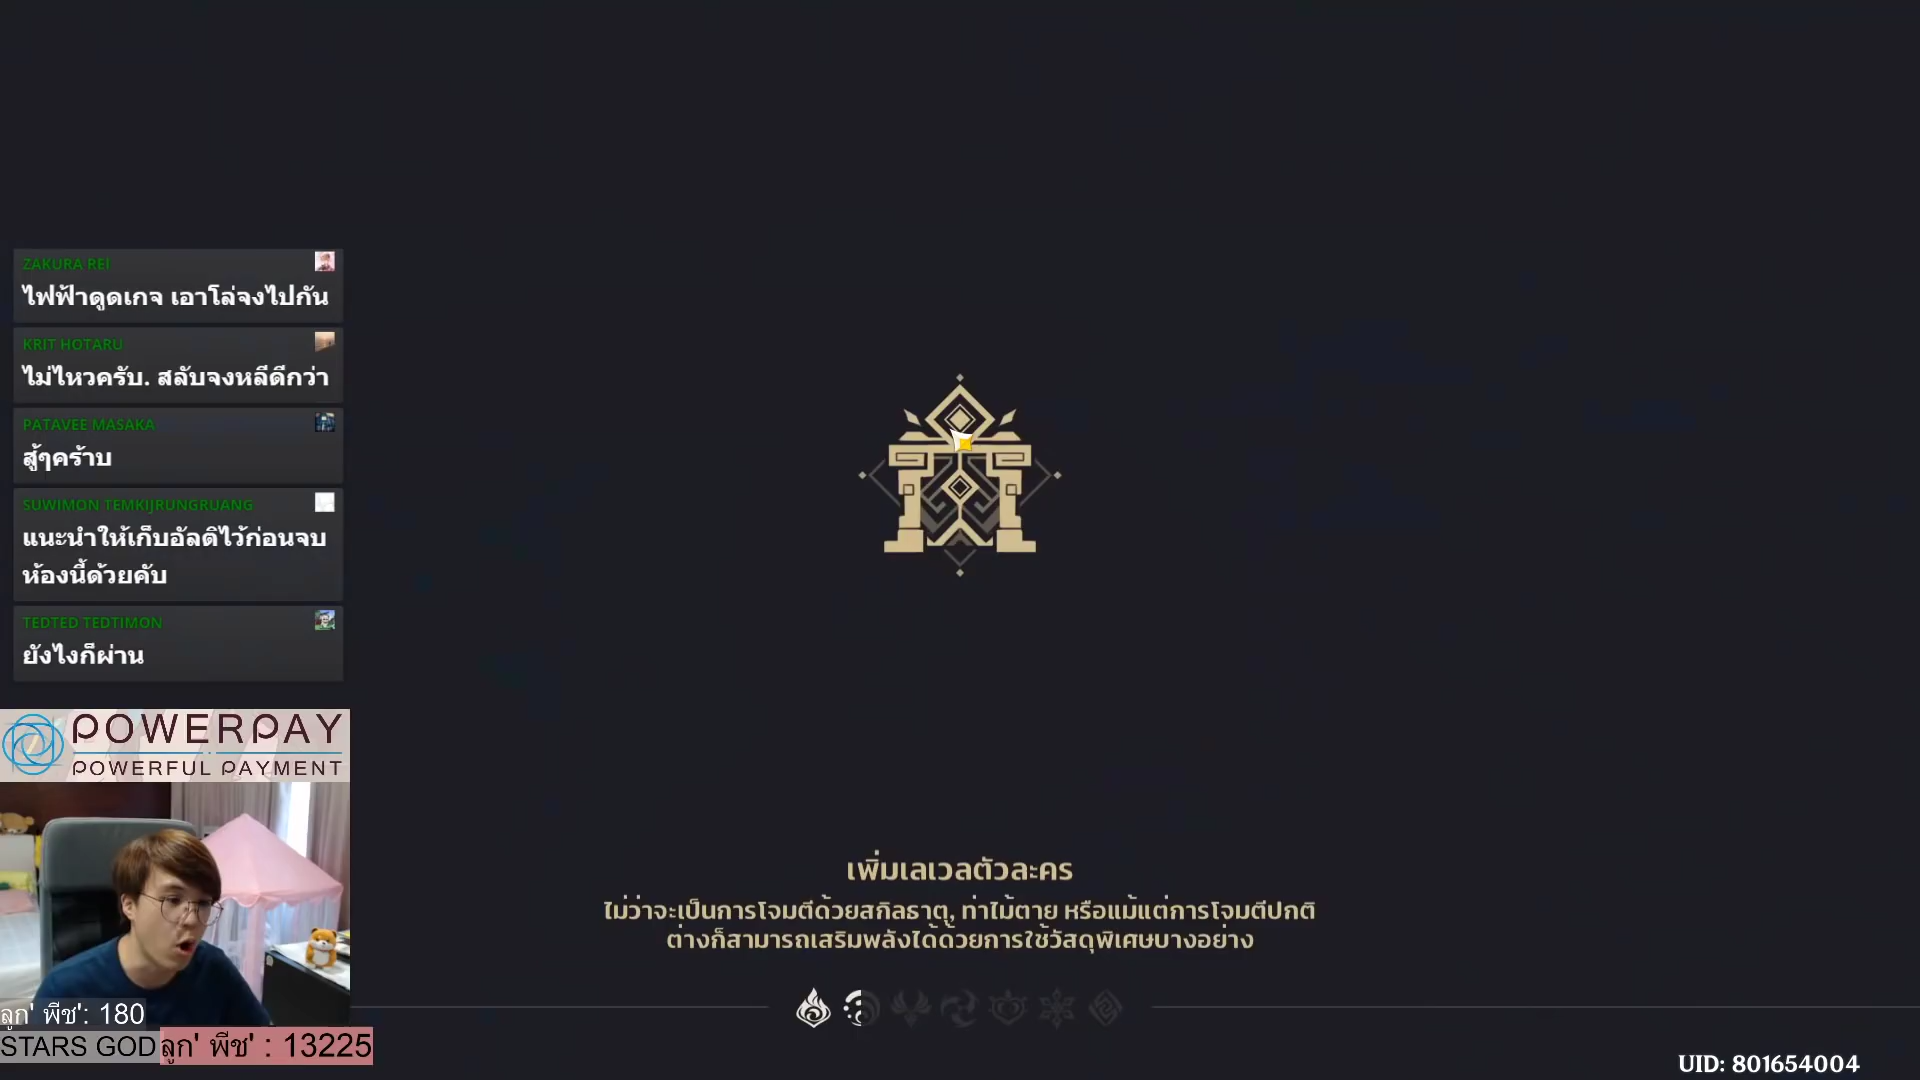 ZAKURA REI
ไฟฟ้าดูดเกจ เอาโล่จงไปกัน
KRIT HOTARU
ไม่ไหวครับ. สลับจงหลีดีกว่า
PATAVEE MASAKA
สู้ๆคร้าบ
SUWIMON TEMKIJRUNGRUANG
แนะนำให้เก็บอัลติไว้ก่อนจบ
ห้องนี้ด้วยคับ
TEDTED TEDTIMON
ยังไงก็ผ่าน
POWERPAY
POWERFUL PAYMENT
ลูก' พีช': 180
STARS GOD ลูก' พีช' : 13225
เพิ่มเลเวลตัวละคร
ไม่ว่าจะเป็นการโจมตีด้วยสกิลธาตุ, ท่าไม้ตาย หรือแม้แต่การโจมตีปกติ
ต่างก็สามารถเสริมพลังได้ด้วยการใช้วัสดุพิเศษบางอย่าง
UID: 801654004